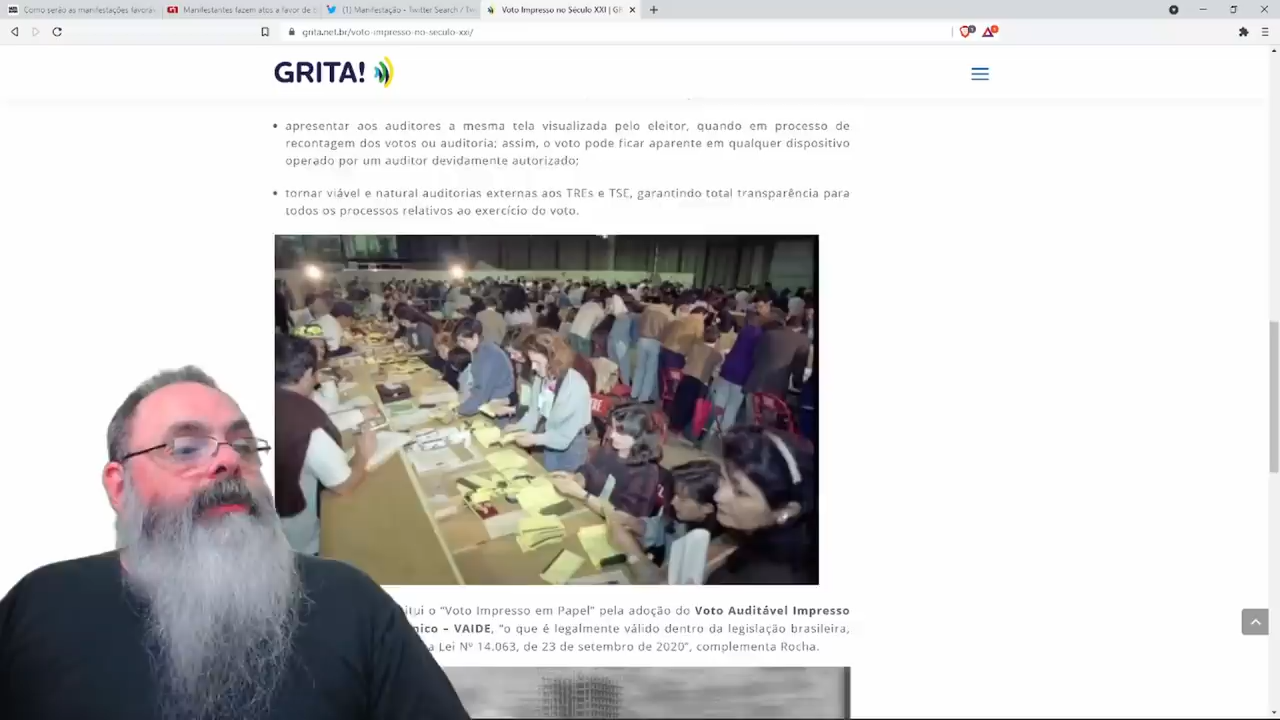 Como serão as manifestações favorá
G1 Manifestantes fazem atos a favor de
(1) Manifestação - Twitter Search / Tw
Voto Impresso no Século XXI | GR
grita.net.br/voto-impresso-no-seculo-xxi/
GRITA!
• apresentar aos auditores a mesma tela visualizada pelo eleitor, quando em processo de
recontagem dos votos ou auditoria; assim, o voto pode ficar aparente em qualquer dispositivo
operado por um auditor devidamente autorizado;
• tornar viável e natural auditorias externas aos TREs e TSE, garantindo total transparência para
todos os processos relativos ao exercício do voto.
itui o “Voto Impresso em Papel” pela adoção do Voto Auditável Impresso
nico – VAIDE, “o que é legalmente válido dentro da legislação brasileira,
a Lei Nº 14.063, de 23 de setembro de 2020”, complementa Rocha.